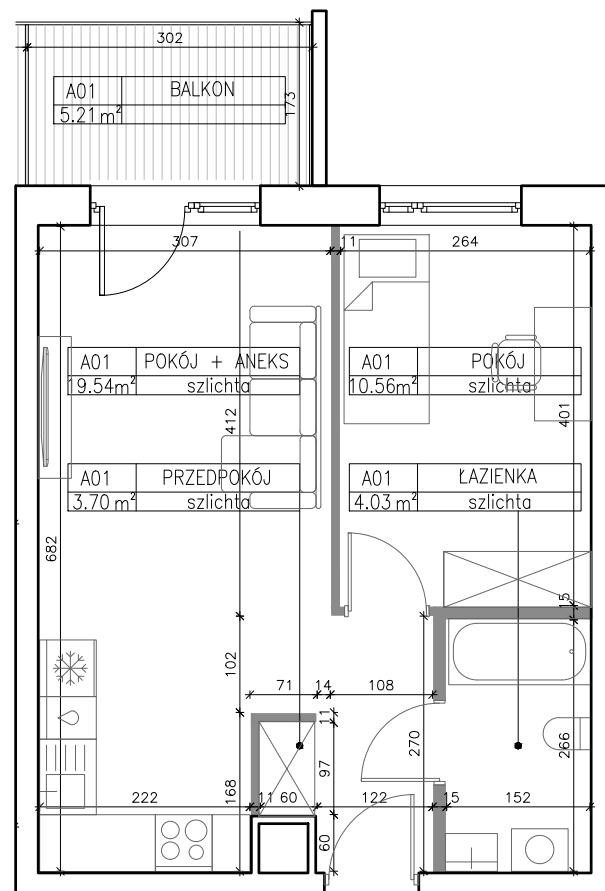 302
A01 BALKON
5.21 m²
173
307 11 264
A01 POKÓJ + ANEKS
19.54m² szlichta
A01 POKÓJ
10.56m² szlichta
412
401
A01 PRZEDPOKÓJ
3.70 m² szlichta
A01 ŁAZIENKA
4.03 m² szlichta
682
15
102
71 14 108
11
270
266
97
168
222 11 60 122 15 152
60